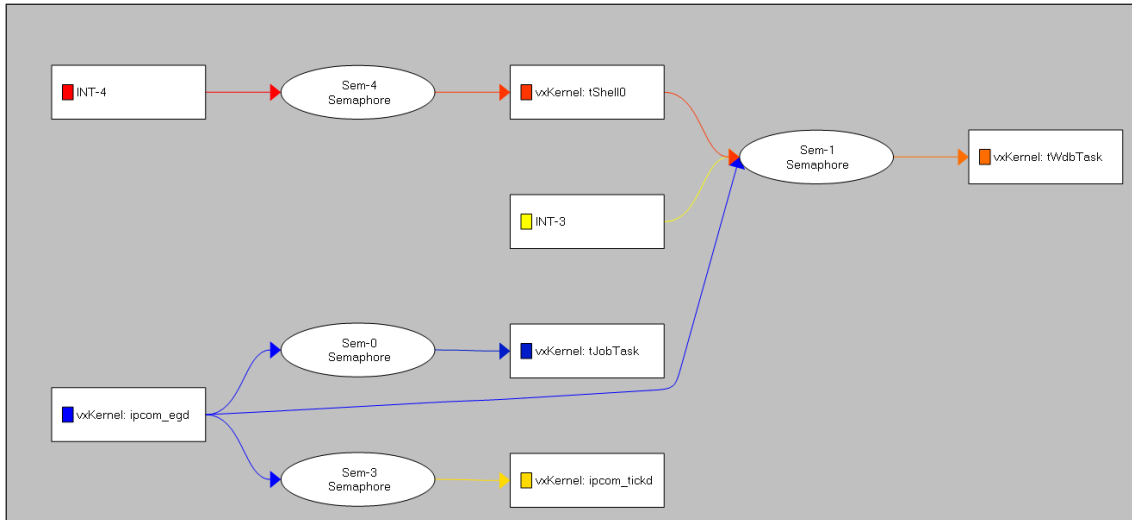 INT-4
Sem-4
Semaphore
vxKernel: tShell0
Sem-1
Semaphore
vxKernel: tWdbTask
INT-3
Sem-0
Semaphore
vxKernel: tJobTask
vxKernel: ipcom_egd
Sem-3
Semaphore
vxKernel: ipcom_tickd